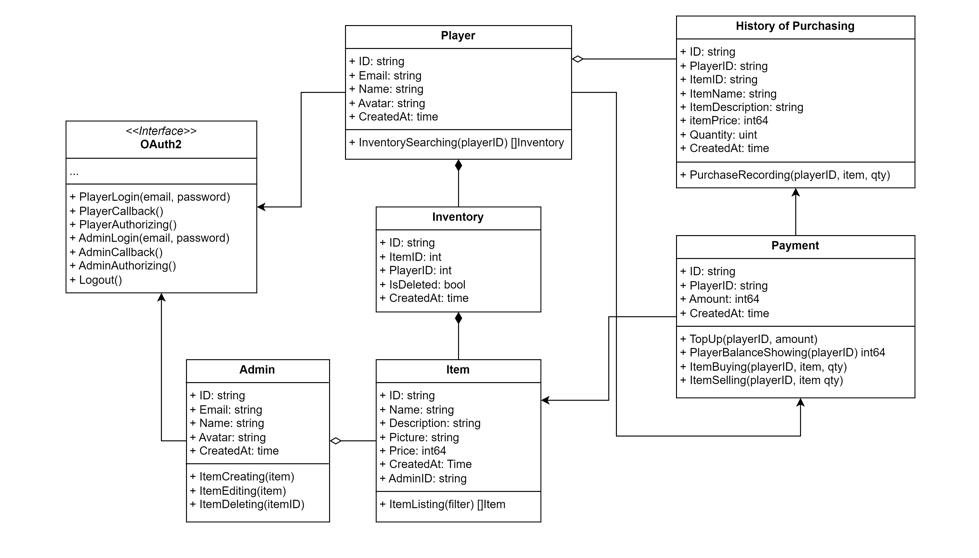 Player
+ ID: string
+ Email: string
+ Name: string
+ Avatar: string
+ CreatedAt: time
+ InventorySearching(playerID) []Inventory
History of Purchasing
+ ID: string
+ PlayerID: string
+ ItemID: string
+ ItemName: string
+ ItemDescription: string
+ itemPrice: int64
+ Quantity: uint
+ CreatedAt: time
+ PurchaseRecording(playerID, item, qty)
<<Interface>>
OAuth2
...
+ PlayerLogin(email, password)
+ PlayerCallback()
+ PlayerAuthorizing()
+ AdminLogin(email, password)
+ AdminCallback()
+ AdminAuthorizing()
+ Logout()
Inventory
+ ID: string
+ ItemID: int
+ PlayerID: int
+ IsDeleted: bool
+ CreatedAt: time
Payment
+ ID: string
+ PlayerID: string
+ Amount: int64
+ CreatedAt: time
+ TopUp(playerID, amount)
+ PlayerBalanceShowing(playerID) int64
+ ItemBuying(playerID, item, qty)
+ ItemSelling(playerID, item qty)
Admin
+ ID: string
+ Email: string
+ Name: string
+ Avatar: string
+ CreatedAt: time
+ ItemCreating(item)
+ ItemEditing(item)
+ ItemDeleting(itemID)
Item
+ ID: string
+ Name: string
+ Description: string
+ Picture: string
+ Price: int64
+ CreatedAt: Time
+ AdminID: string
+ ItemListing(filter) []Item